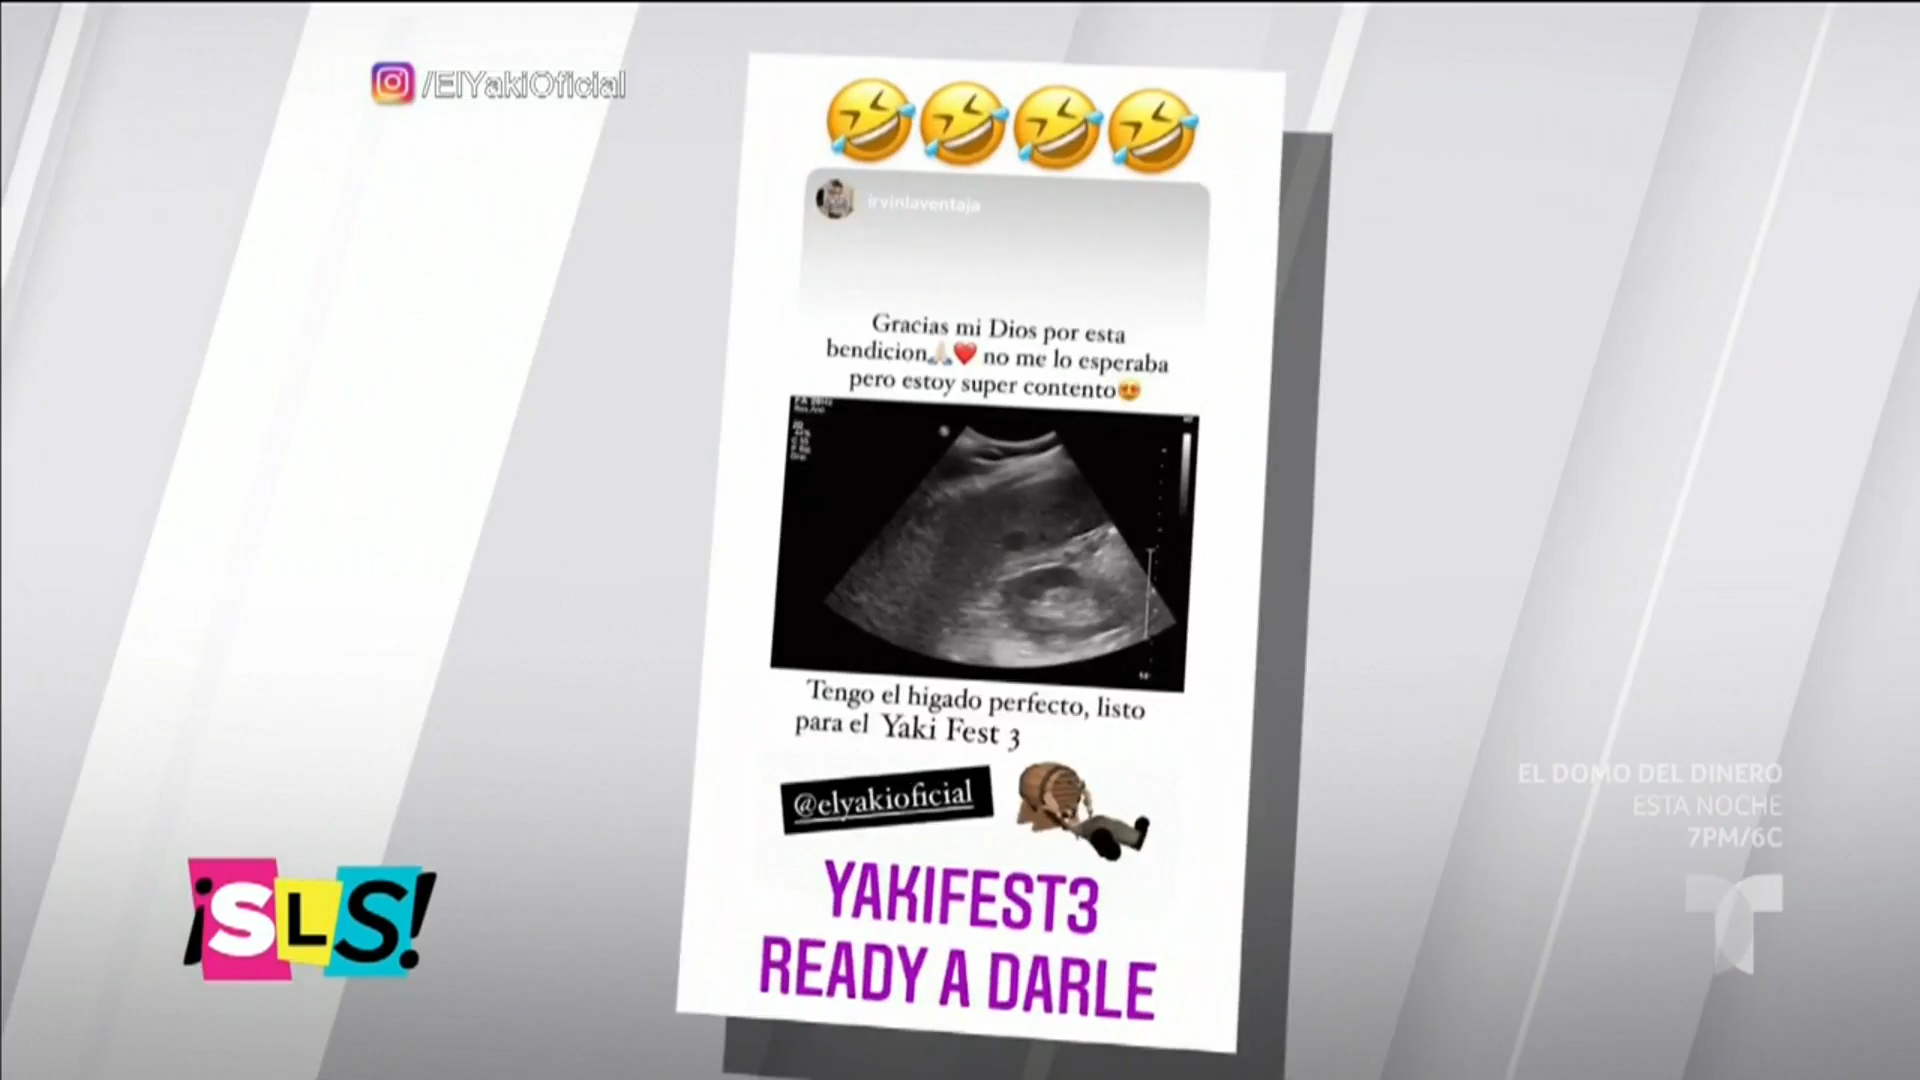 /ElYakiOficial
irvinlaventaja
Gracias mi Dios por esta
bendicion🙏🏻❤️ no me lo esperaba
pero estoy super contento😍
Tengo el higado perfecto, listo
para el Yaki Fest 3
@elyakioficial
YAKIFEST3
READY A DARLE
¡SLS!
EL DOMO DEL DINERO
ESTA NOCHE
7PM/6C